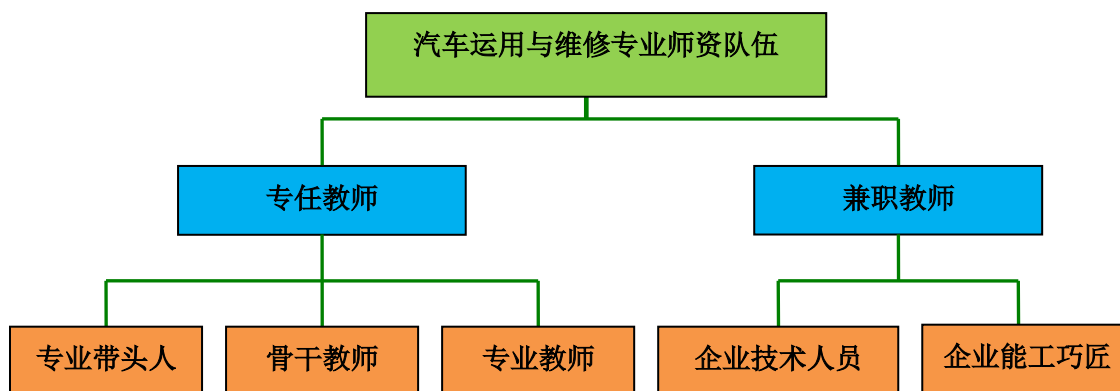 汽车运用与维修专业师资队伍
专任教师
兼职教师
专业带头人
骨干教师
专业教师
企业技术人员
企业能工巧匠